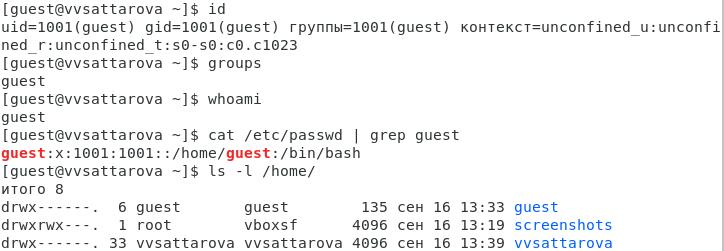 [guest@vvsattarova ~]$ id
uid=1001(guest) gid=1001(guest) группы=1001(guest) контекст=unconfined_u:unconfi
ned_r:unconfined_t:s0-s0:c0.c1023
[guest@vvsattarova ~]$ groups
guest
[guest@vvsattarova ~]$ whoami
guest
[guest@vvsattarova ~]$ cat /etc/passwd | grep guest
guest:x:1001:1001::/home/guest:/bin/bash
[guest@vvsattarova ~]$ ls -l /home/
итого 8
drwx------.  6 guest       guest        135 сен 16 13:33 guest
drwxrwx---.  1 root        vboxsf      4096 сен 16 13:19 screenshots
drwx------. 33 vvsattarova vvsattarova 4096 сен 16 13:39 vvsattarova